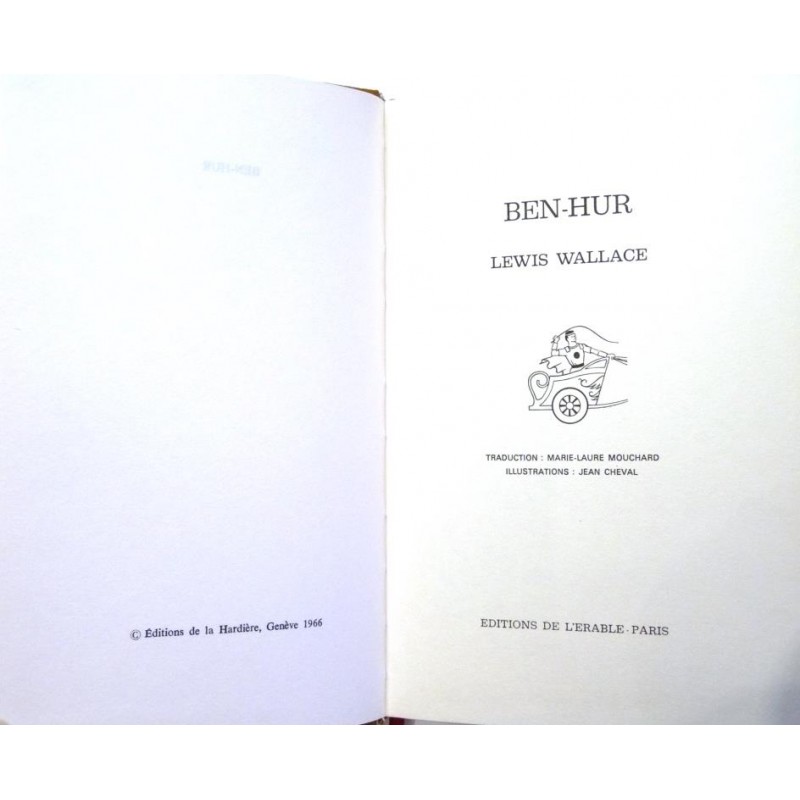 © Éditions de la Hardière, Genève 1966
BEN-HUR
LEWIS WALLACE
TRADUCTION : MARIE-LAURE MOUCHARD
ILLUSTRATIONS : JEAN CHEVAL
EDITIONS DE L'ERABLE - PARIS